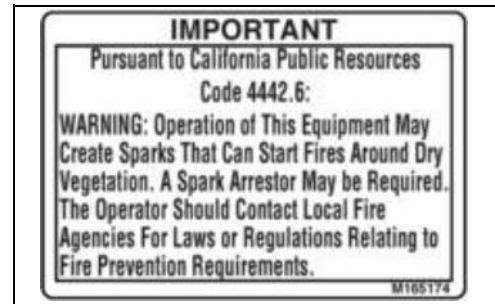 IMPORTANT
Pursuant to California Public Resources
Code 4442.6:
WARNING: Operation of This Equipment May
Create Sparks That Can Start Fires Around Dry
Vegetation. A Spark Arrestor May be Required.
The Operator Should Contact Local Fire
Agencies For Laws or Regulations Relating to
Fire Prevention Requirements.
M165174